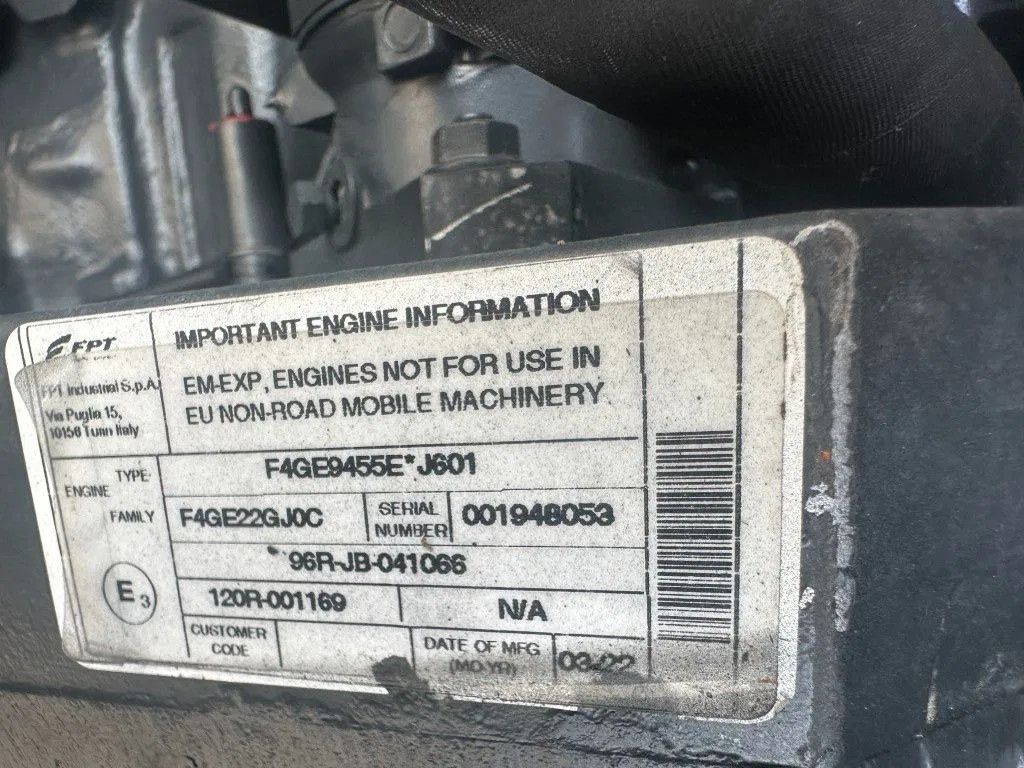 FPT
FPT Industrial S.p.A.
Via Puglia 15,
10156 Turin Italy
IMPORTANT ENGINE INFORMATION
EM-EXP, ENGINES NOT FOR USE IN
EU NON-ROAD MOBILE MACHINERY.
ENGINE
TYPE
F4GE9455E*J601
FAMILY
F4GE22GJ0C
SERIAL
NUMBER
001948053
96R-JB-041066
E3
120R-001169
N/A
CUSTOMER
CODE
DATE OF MFG
(MO-YR)
03-22